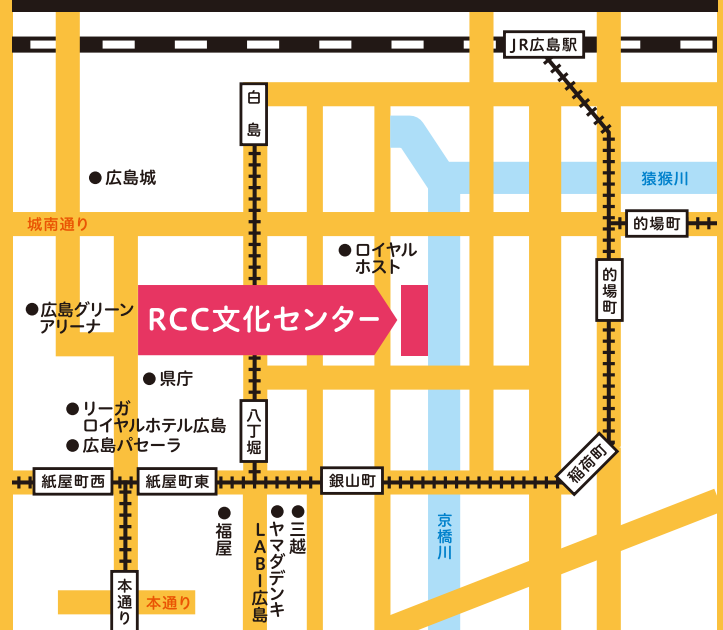 JR広島駅
白島
広島城
猿猴川
城南通り
的場町
ロイヤル
ホスト
的場町
広島グリーン
アリーナ
RCC文化センター
県庁
リーガ
ロイヤルホテル広島
広島パセーラ
八丁堀
稲荷町
紙屋町西
紙屋町東
銀山町
福屋
LABI広島
ヤマダデンキ
三越
京橋川
本通り
本通り